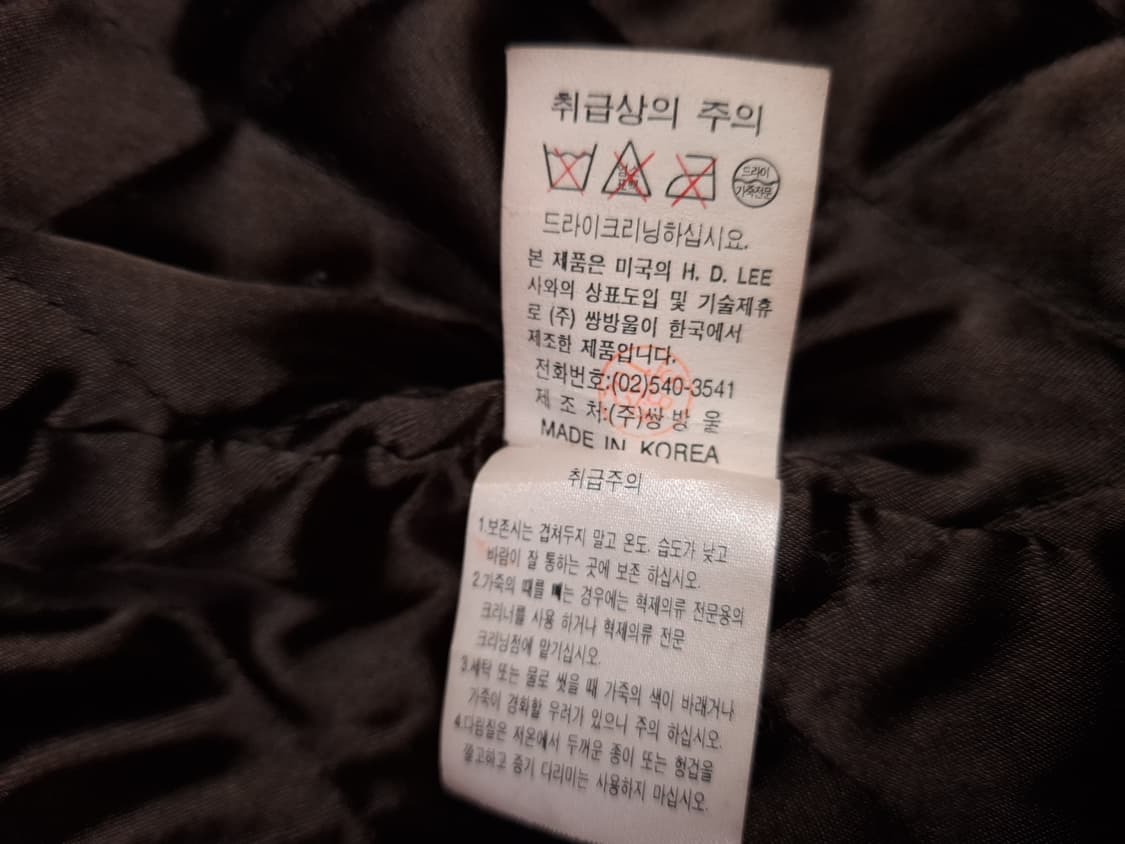 취급상의 주의
드라이
가죽전문
드라이크리닝하십시요.
본 제품은 미국의 H. D. LEE
사와의 상표도입 및 기술제휴
로 (주) 쌍방울이 한국에서
제조한 제품입니다.
전화번호:(02)540-3541
제 조 처:(주)쌍 방 울
MADE IN KOREA
취급주의
1.보존시는 겹쳐두지 말고 온도. 습도가 낮고
바람이 잘 통하는 곳에 보존 하십시오.
2.가죽의 때를 빼는 경우에는 혁제의류 전문용의
크리너를 사용 하거나 혁제의류 전문
크리닝점에 맡기십시오.
3.세탁 또는 물로 씻을 때 가죽의 색이 바래거나
가죽이 경화할 우려가 있으니 주의 하십시오.
4.다림질은 저온에서 두꺼운 종이 또는 헝겊을
깔고하고 증기 다리미는 사용하지 마십시오.